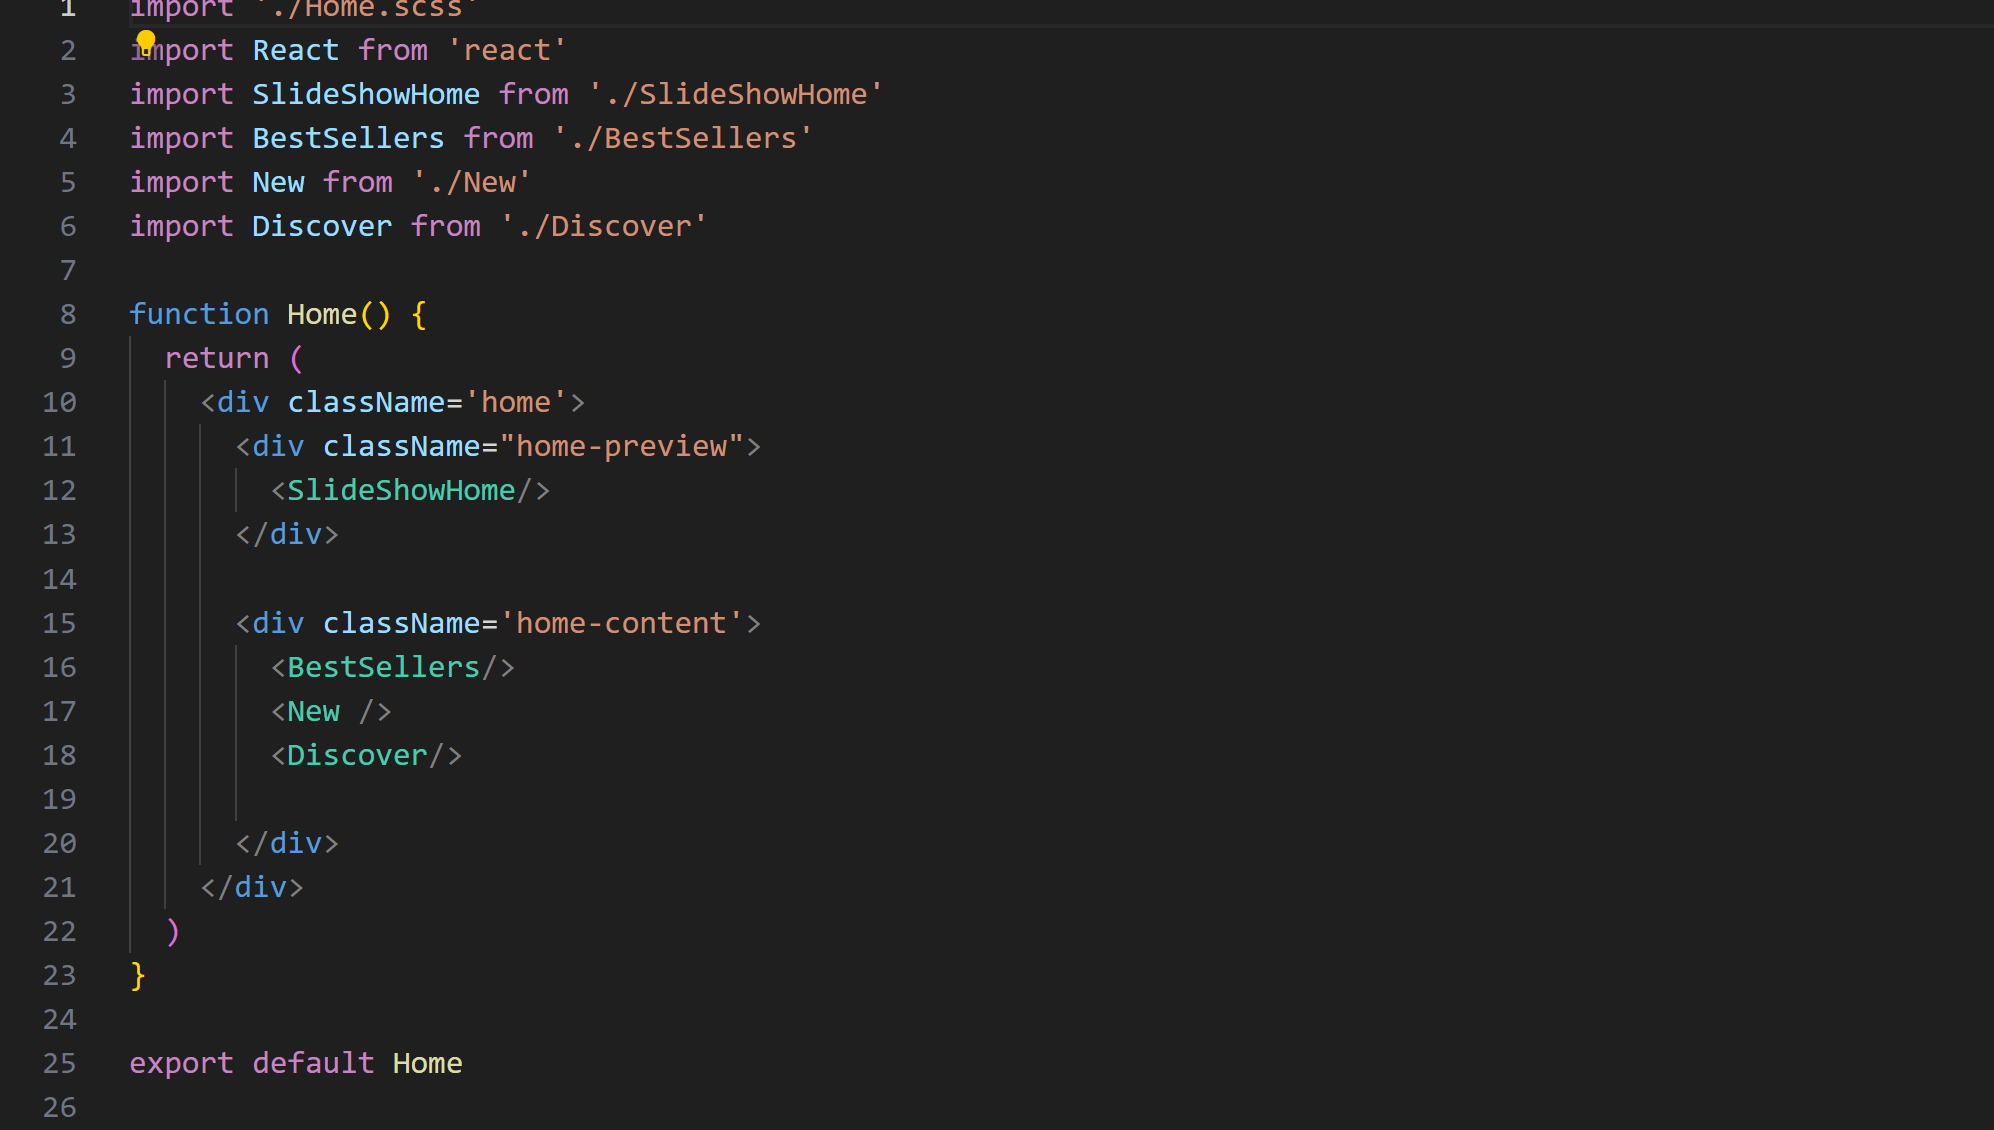 1 import './Home.scss'
2 import React from 'react'
3 import SlideShowHome from './SlideShowHome'
4 import BestSellers from './BestSellers'
5 import New from './New'
6 import Discover from './Discover'
7
8 function Home() {
9   return (
10     <div className='home'>
11       <div className="home-preview">
12         <SlideShowHome/>
13       </div>
14
15       <div className='home-content'>
16         <BestSellers/>
17         <New />
18         <Discover/>
19
20       </div>
21     </div>
22   )
23 }
24
25 export default Home
26